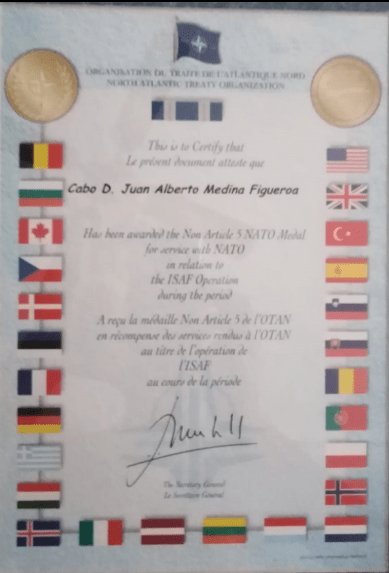 ORGANISATION DU TRAITE DE L'ATLANTIQUE NORD
NORTH ATLANTIC TREATY ORGANIZATION
This is to Certify that
Le présent document atteste que
Cabo D. Juan Alberto Medina Figueroa
Has been awarded the Non Article 5 NATO Medal
for service with NATO
in relation to
the ISAF Operation
during the period
A reçu la médaille Non Article 5 de l'OTAN
en récompense des services rendus à l'OTAN
au titre de l'opération de
l'ISAF
au cours de la période
The Secretary General
Le Secrétaire Général